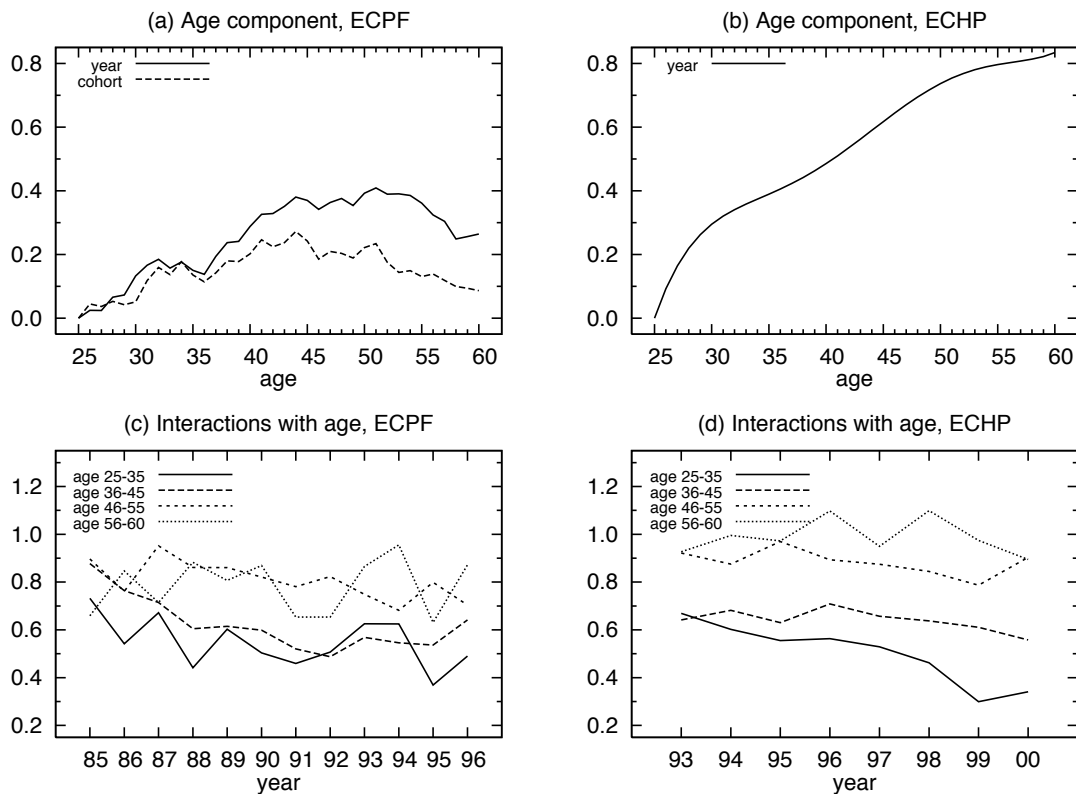 (a) Age component, ECPF
0.8
0.6
0.4
0.2
0.0
year
cohort
25 30 35 40 45 50 55 60
age
(b) Age component, ECHP
0.8
0.6
0.4
0.2
0.0
year
25 30 35 40 45 50 55 60
age
(c) Interactions with age, ECPF
1.2
1.0
0.8
0.6
0.4
0.2
age 25-35
age 36-45
age 46-55
age 56-60
85 86 87 88 89 90 91 92 93 94 95 96
year
(d) Interactions with age, ECHP
1.2
1.0
0.8
0.6
0.4
0.2
age 25-35
age 36-45
age 46-55
age 56-60
93 94 95 96 97 98 99 00
year